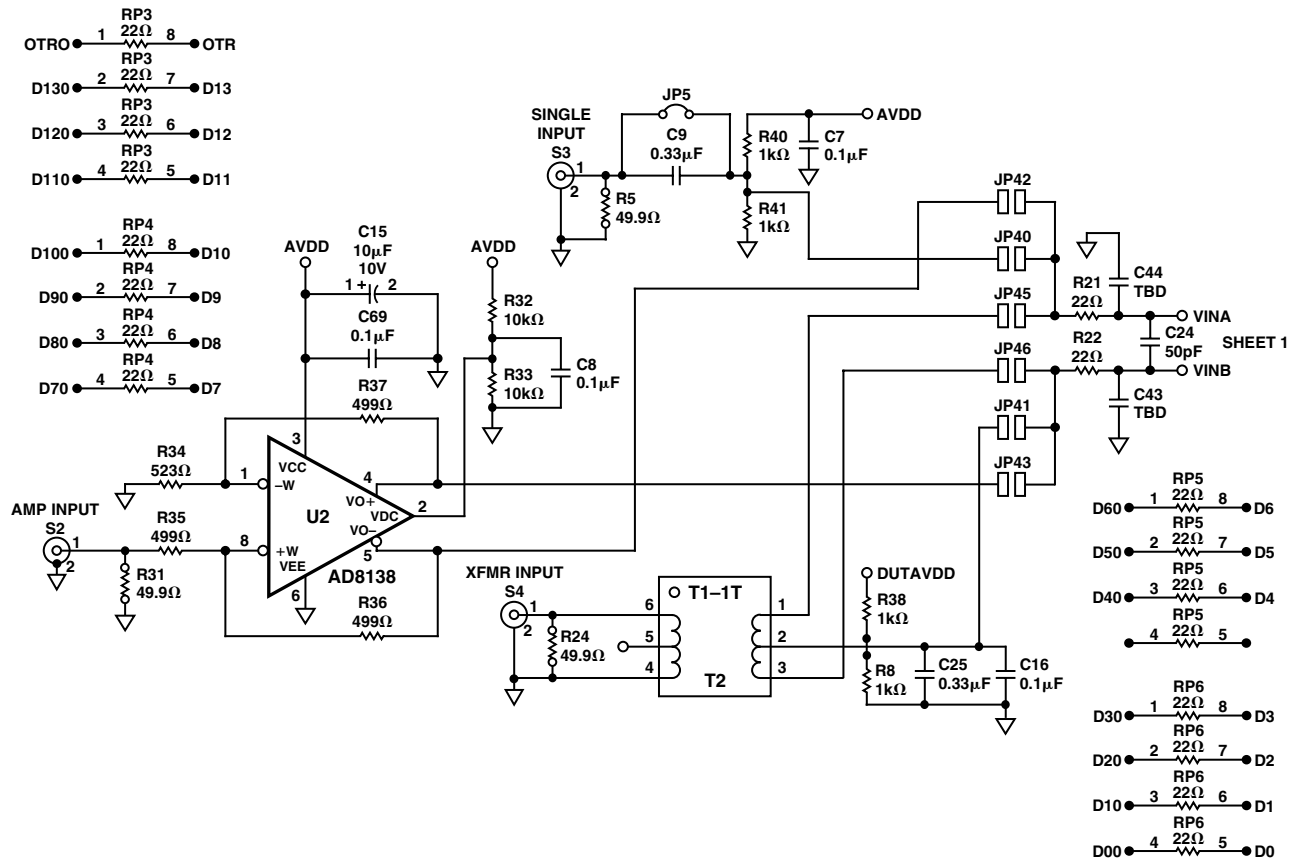 RP3
22Ω
OTRO 1 8 OTR
RP3
22Ω
D130 2 7 D13
RP3
22Ω
D120 3 6 D12
RP3
22Ω
D110 4 5 D11
RP4
22Ω
D100 1 8 D10
RP4
22Ω
D90 2 7 D9
RP4
22Ω
D80 3 6 D8
RP4
22Ω
D70 4 5 D7
SINGLE
INPUT
S3
1
2
R5
49.9Ω
JP5
C9
0.33μF
R40
1kΩ
C7
0.1μF
AVDD
R41
1kΩ
AVDD
C15
10μF
10V
1 + 2
C69
0.1μF
R37
499Ω
AVDD
R32
10kΩ
R33
10kΩ
C8
0.1μF
R34
523Ω
AMP INPUT
S2
1
2
R35
499Ω
R31
49.9Ω
3
VCC
1
–W
4
VO+
U2
VDC
2
VO–
5
8
+W
VEE
6
AD8138
R36
499Ω
XFMR INPUT
S4
1
2
R24
49.9Ω
T1–1T
6
5
4
1
2
3
T2
DUTAVDD
R38
1kΩ
R8
1kΩ
C25
0.33μF
C16
0.1μF
JP42
JP40
JP45
JP46
JP41
JP43
R21
22Ω
R22
22Ω
C44
TBD
VINA
C24
50pF
SHEET 1
VINB
C43
TBD
RP5
22Ω
D60 1 8 D6
RP5
22Ω
D50 2 7 D5
RP5
22Ω
D40 3 6 D4
RP5
22Ω
4 5
RP6
22Ω
D30 1 8 D3
RP6
22Ω
D20 2 7 D2
RP6
22Ω
D10 3 6 D1
RP6
22Ω
D00 4 5 D0